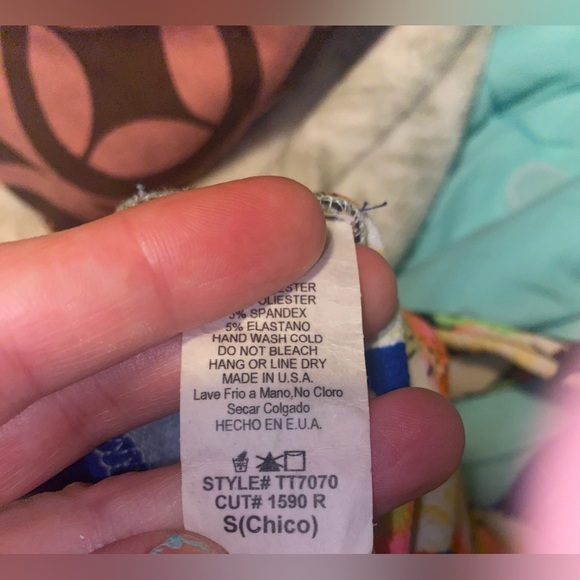 ESTER
OLIESTER
5% SPANDEX
5% ELASTANO
HAND WASH COLD
DO NOT BLEACH
HANG OR LINE DRY
MADE IN U.S.A.
Lave Frio a Mano,No Cloro
Secar Colgado
HECHO EN E.U.A.
STYLE# TT7070
CUT# 1590 R
S(Chico)